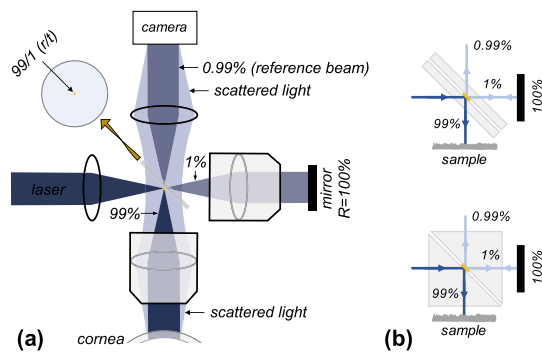 camera
99/1 (r/t)
0.99% (reference beam)
scattered light
1%
laser
99%
mirror
R=100%
scattered light
cornea
(a)
0.99%
1%
99%
100%
sample
0.99%
1%
99%
100%
sample
(b)